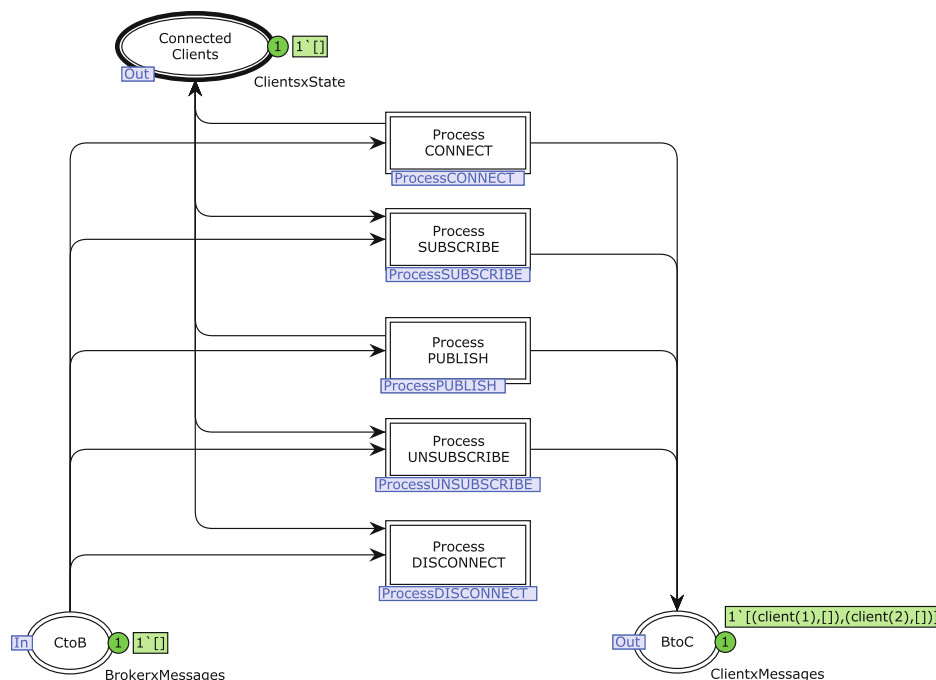 Connected
Clients
1
1`[]
Out
ClientsxState
Process
CONNECT
ProcessCONNECT
Process
SUBSCRIBE
ProcessSUBSCRIBE
Process
PUBLISH
ProcessPUBLISH
Process
UNSUBSCRIBE
ProcessUNSUBSCRIBE
Process
DISCONNECT
ProcessDISCONNECT
In
CtoB
1
1`[]
BrokerxMessages
1`[(client(1),[]),(client(2),[])]
Out
BtoC
1
ClientxMessages